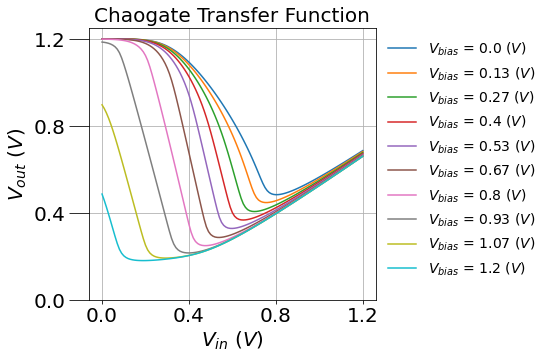 Chaogate Transfer Function
1.2
0.8
0.4
0.0
V_out (V)
0.0 0.4 0.8 1.2
V_in (V)
V_bias = 0.0 (V)
V_bias = 0.13 (V)
V_bias = 0.27 (V)
V_bias = 0.4 (V)
V_bias = 0.53 (V)
V_bias = 0.67 (V)
V_bias = 0.8 (V)
V_bias = 0.93 (V)
V_bias = 1.07 (V)
V_bias = 1.2 (V)